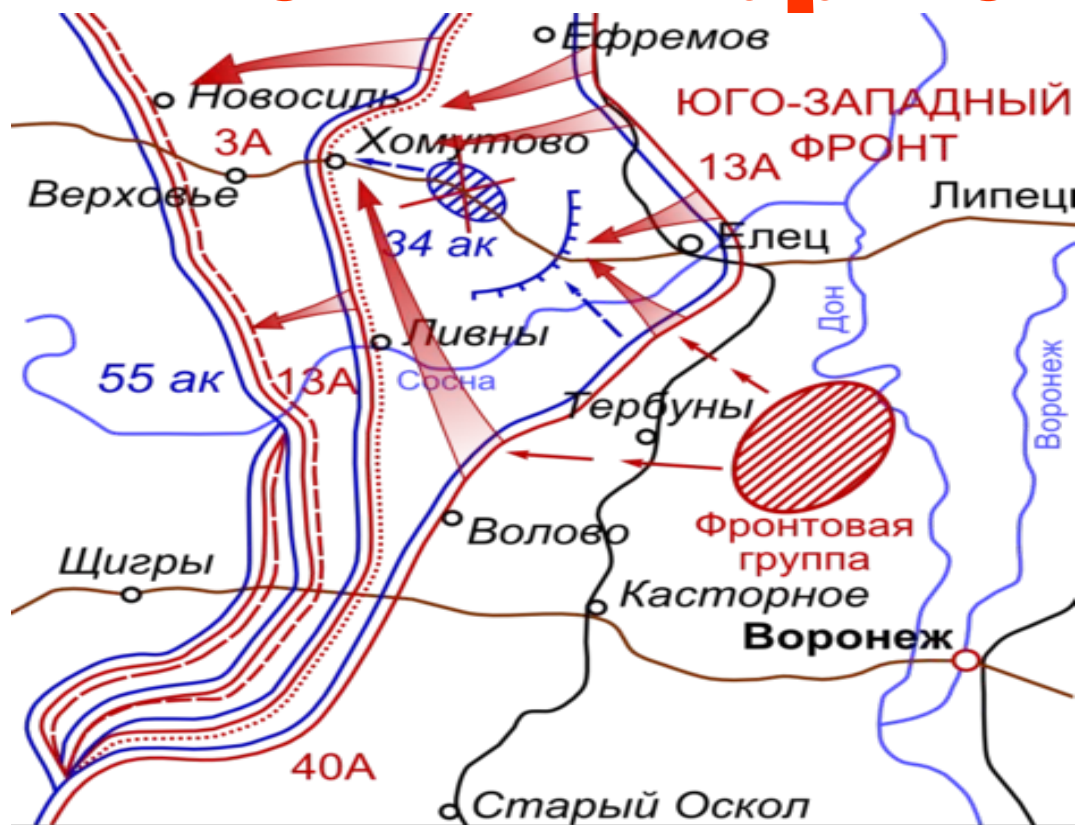 Ефремов
Новосиль
ЮГО-ЗАПАДНЫЙ
ФРОНТ
3А
Хомутово
13А
Верховье
Липецк
34 ак
Елец
Дон
Ливны
55 ак
13А
Сосна
Воронеж
Тербуны
Фронтовая
группа
Волово
Щигры
Касторное
Воронеж
40А
Старый Оскол